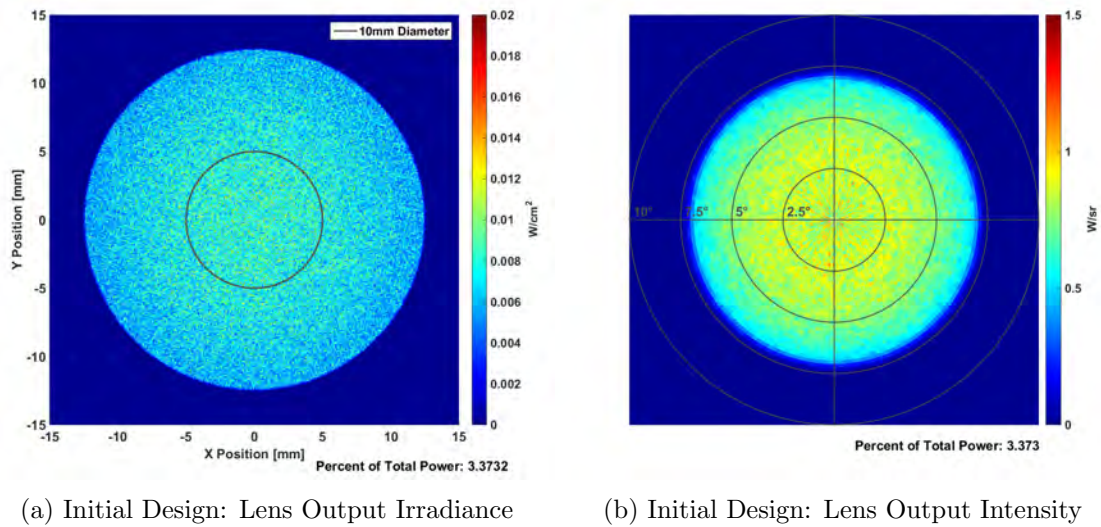 15
10
5
0
-5
-10
-15
Y Position [mm]
-15 -10 -5 0 5 10 15
X Position [mm]
10mm Diameter
0.02
0.018
0.016
0.014
0.012
0.01
0.008
0.006
0.004
0.002
0
W/cm²
Percent of Total Power: 3.3732
10° 7.5° 5° 2.5°
1.5
1
0.5
0
W/sr
Percent of Total Power: 3.373
(a) Initial Design: Lens Output Irradiance
(b) Initial Design: Lens Output Intensity